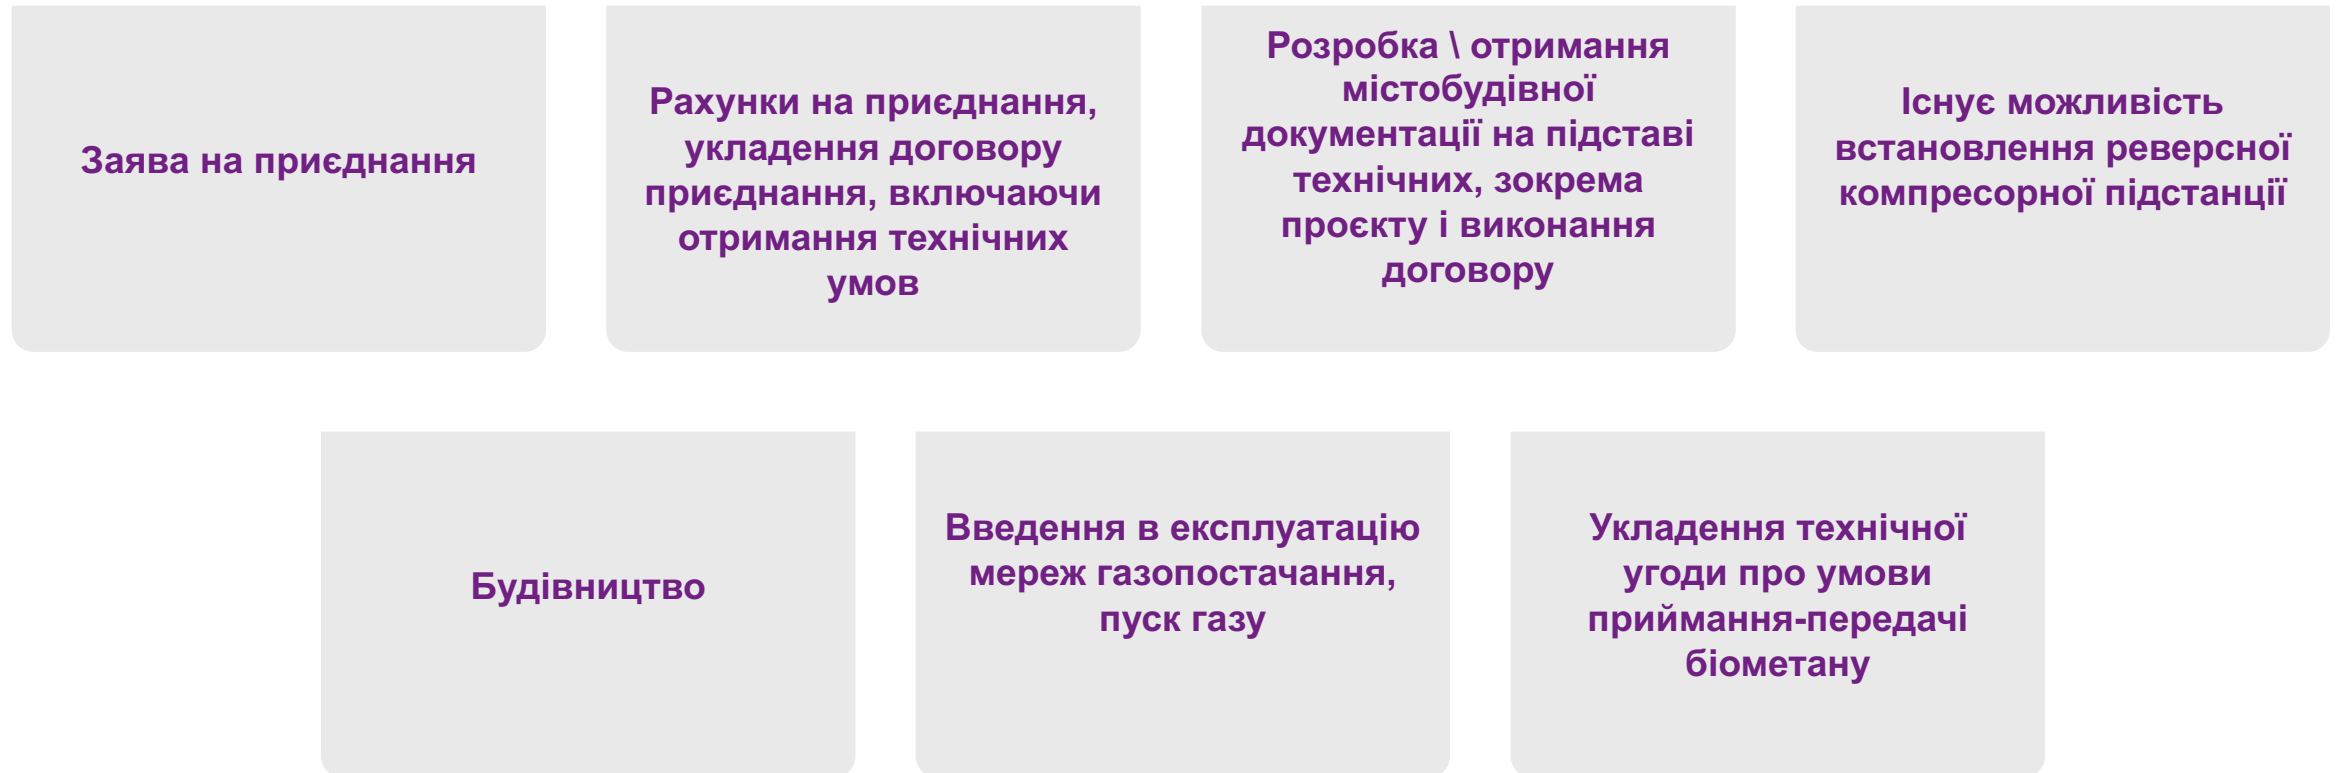 Заява на приєднання
Рахунки на приєднання,
укладення договору
приєднання, включаючи
отримання технічних
умов
Розробка \ отримання
містобудівної
документації на підставі
технічних, зокрема
проєкту і виконання
договору
Існує можливість
встановлення реверсної
компресорної підстанції
Будівництво
Введення в експлуатацію
мереж газопостачання,
пуск газу
Укладення технічної
угоди про умови
приймання-передачі
біометану